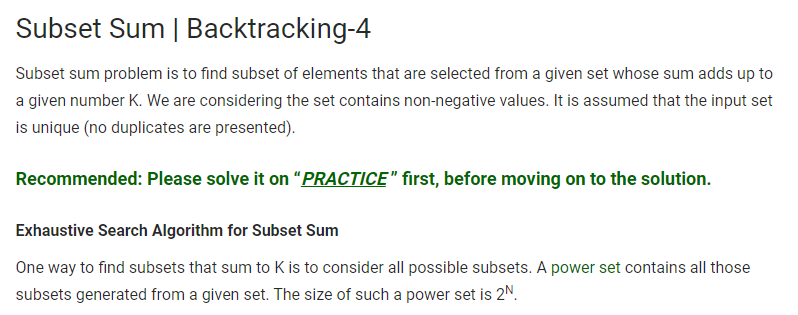 Subset Sum | Backtracking-4
Subset sum problem is to find subset of elements that are selected from a given set whose sum adds up to
a given number K. We are considering the set contains non-negative values. It is assumed that the input set
is unique (no duplicates are presented).
Recommended: Please solve it on “PRACTICE” first, before moving on to the solution.
Exhaustive Search Algorithm for Subset Sum
One way to find subsets that sum to K is to consider all possible subsets. A power set contains all those
subsets generated from a given set. The size of such a power set is 2ᴺ.